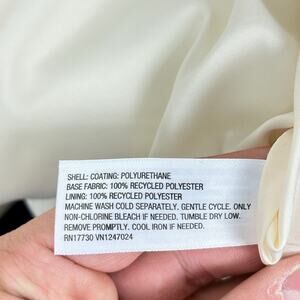 SHELL: COATING: POLYURETHANE
BASE FABRIC: 100% RECYCLED POLYESTER
LINING: 100% RECYCLED POLYESTER
MACHINE WASH COLD SEPARATELY. GENTLE CYCLE. ONLY
NON-CHLORINE BLEACH IF NEEDED. TUMBLE DRY LOW.
REMOVE PROMPTLY. COOL IRON IF NEEDED.
RN17730 VN1247024